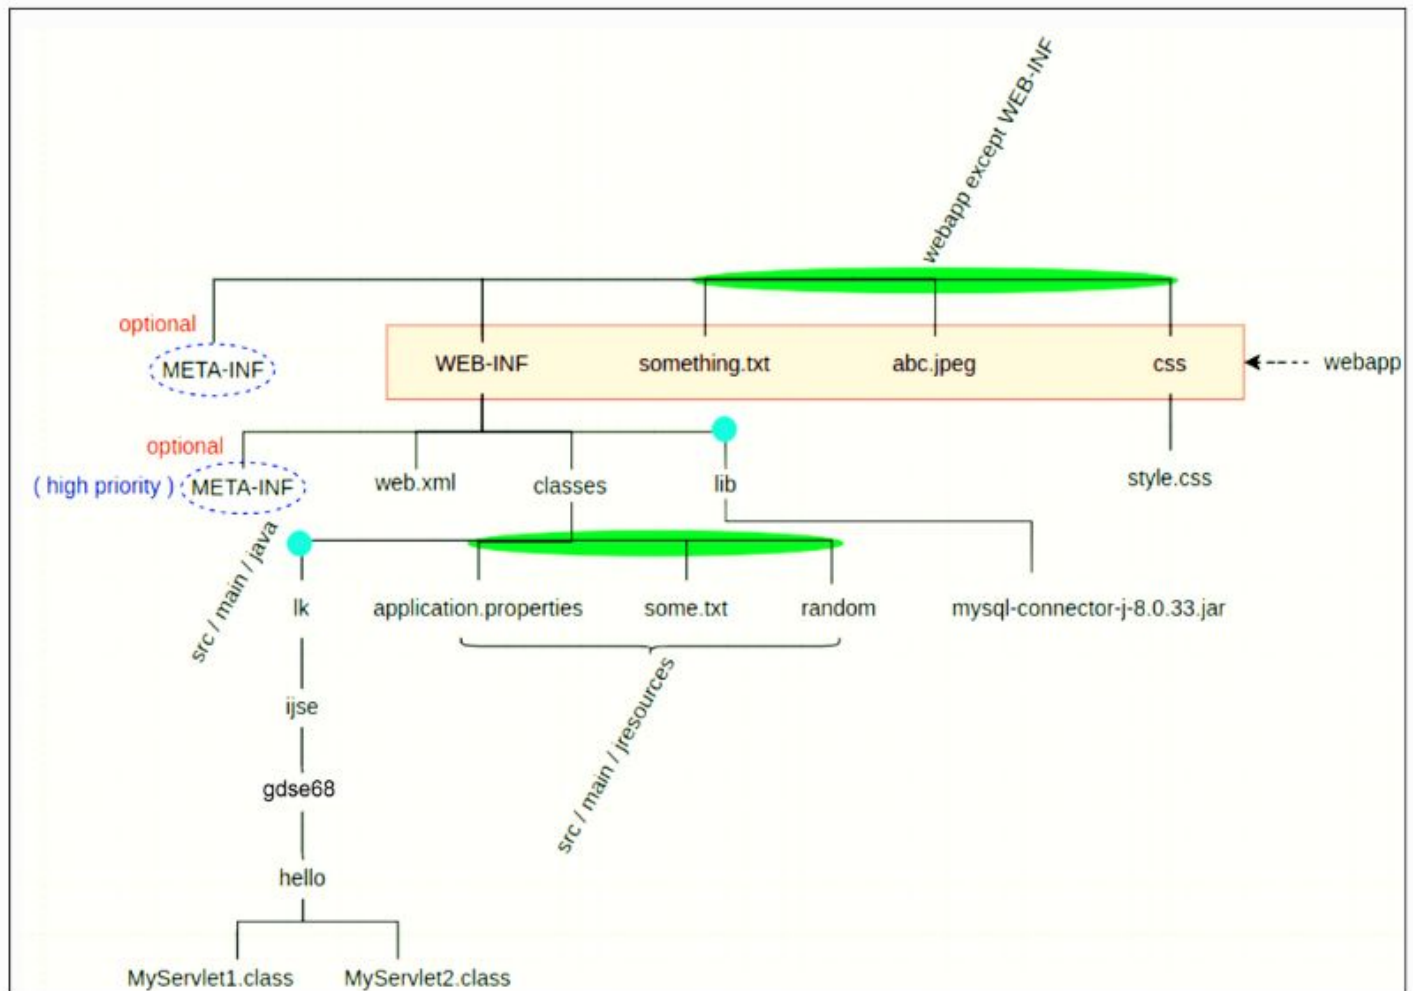 webapp except WEB-INF
optional
META-INF
WEB-INF
something.txt
abc.jpeg
css
webapp
optional
( high priority )
META-INF
web.xml
classes
lib
style.css
src / main / java
lk
application.properties
some.txt
random
mysql-connector-j-8.0.33.jar
src / main / jresources
ijse
gdse68
hello
MyServlet1.class
MyServlet2.class